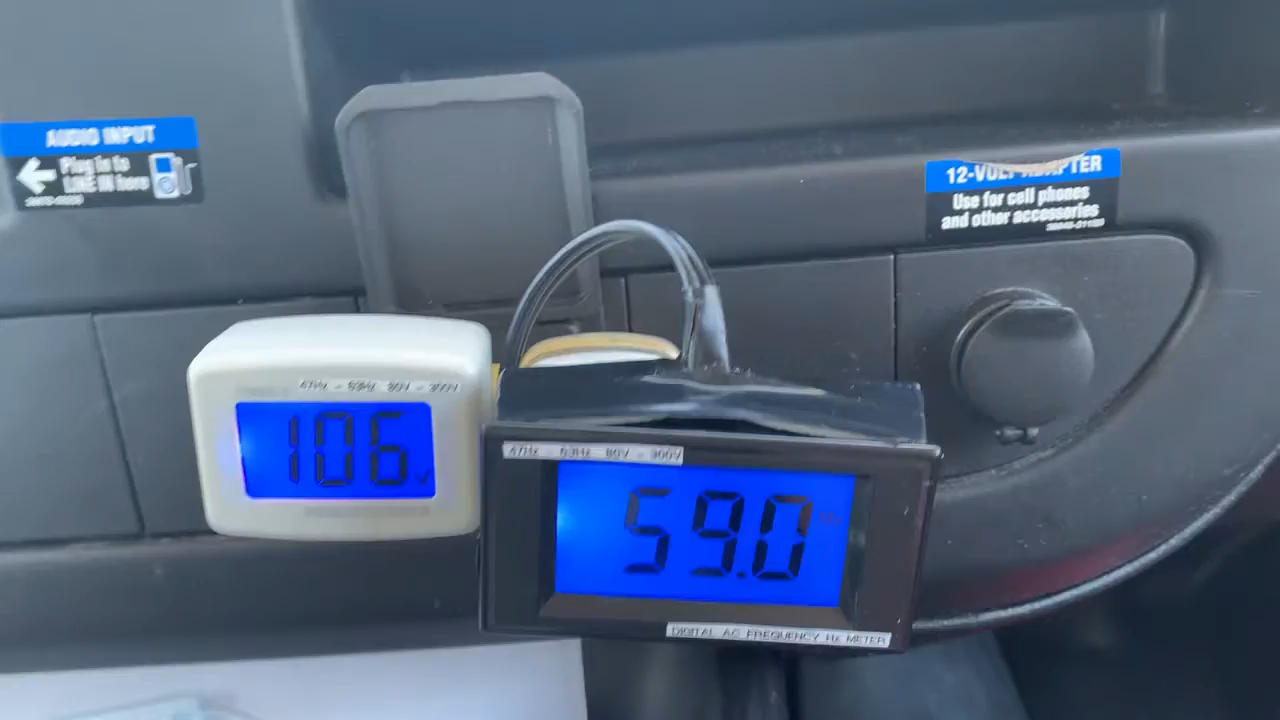 AUDIO INPUT
Plug in to
LINE IN here
12-VOLT ADAPTER
Use for cell phones
and other accessories
47Hz - 63Hz 80V - 300V
106 V
47Hz - 63Hz 80V - 300V
59.0 Hz
DIGITAL AC FREQUENCY Hz METER